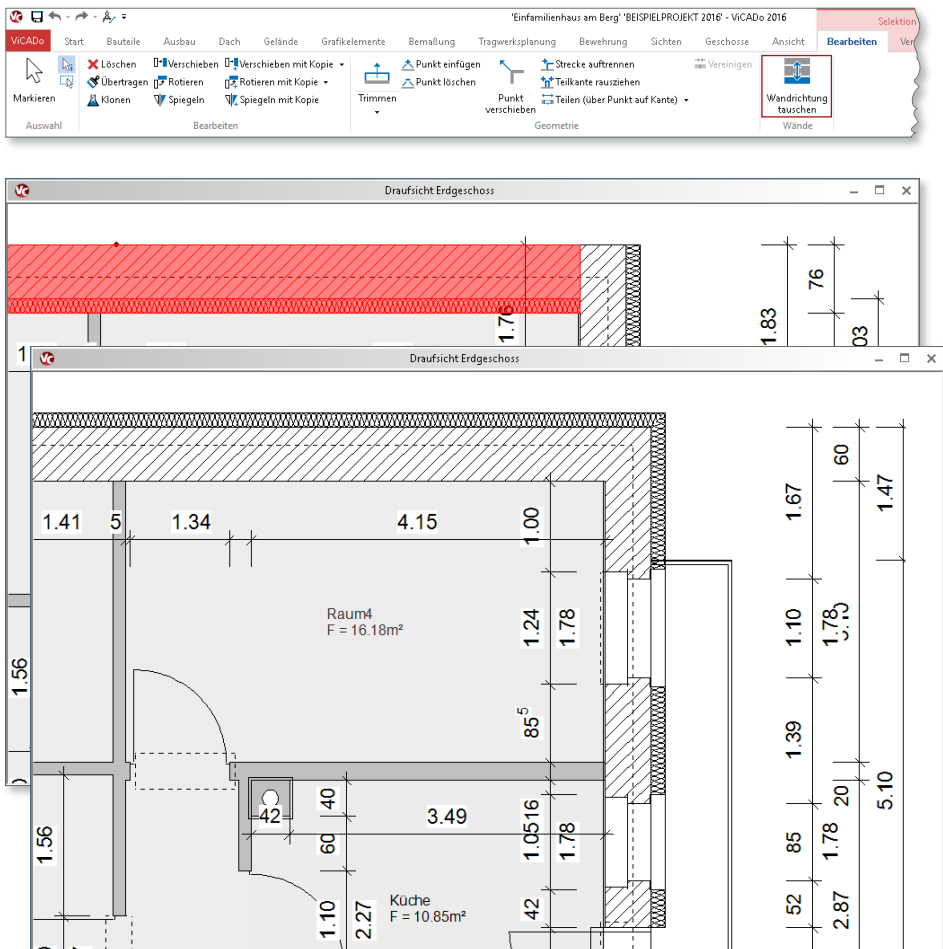 'Einfamilienhaus am Berg' 'BEISPIELPROJEKT 2016' - ViCADo 2016
Selektion
ViCADo Start Bauteile Ausbau Dach Gelände Grafikelemente Bemaßung Tragwerksplanung Bewehrung Sichten Geschosse Ansicht Bearbeiten Ver
Löschen Verschieben Verschieben mit Kopie Punkt einfügen Strecke auftrennen Vereinigen
Übertragen Rotieren Rotieren mit Kopie Punkt löschen Teilkante rausziehen
Markieren Klonen Spiegeln Spiegeln mit Kopie Trimmen Punkt verschieben Teilen (über Punkt auf Kante) Wandrichtung tauschen
Auswahl Bearbeiten Geometrie Wände
Draufsicht Erdgeschoss
76
1.76
1.83
03
1
Draufsicht Erdgeschoss
60
1.67
1.47
1.41 5 1.34 4.15
1.00
Raum4
F = 16.18m²
1.24
1.78
1.10
1.78
1.56
85 5
1.39
5.10
20
40
42
3.49
16
1.05
1.78
60
85
1.78
1.56
Küche
F = 10.85m²
1.10
2.27
42
52
2.87